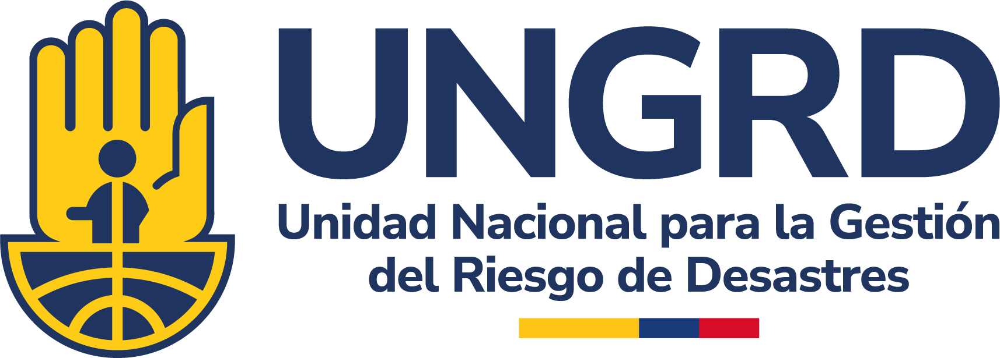 UNGRD
Unidad Nacional para la Gestión
del Riesgo de Desastres